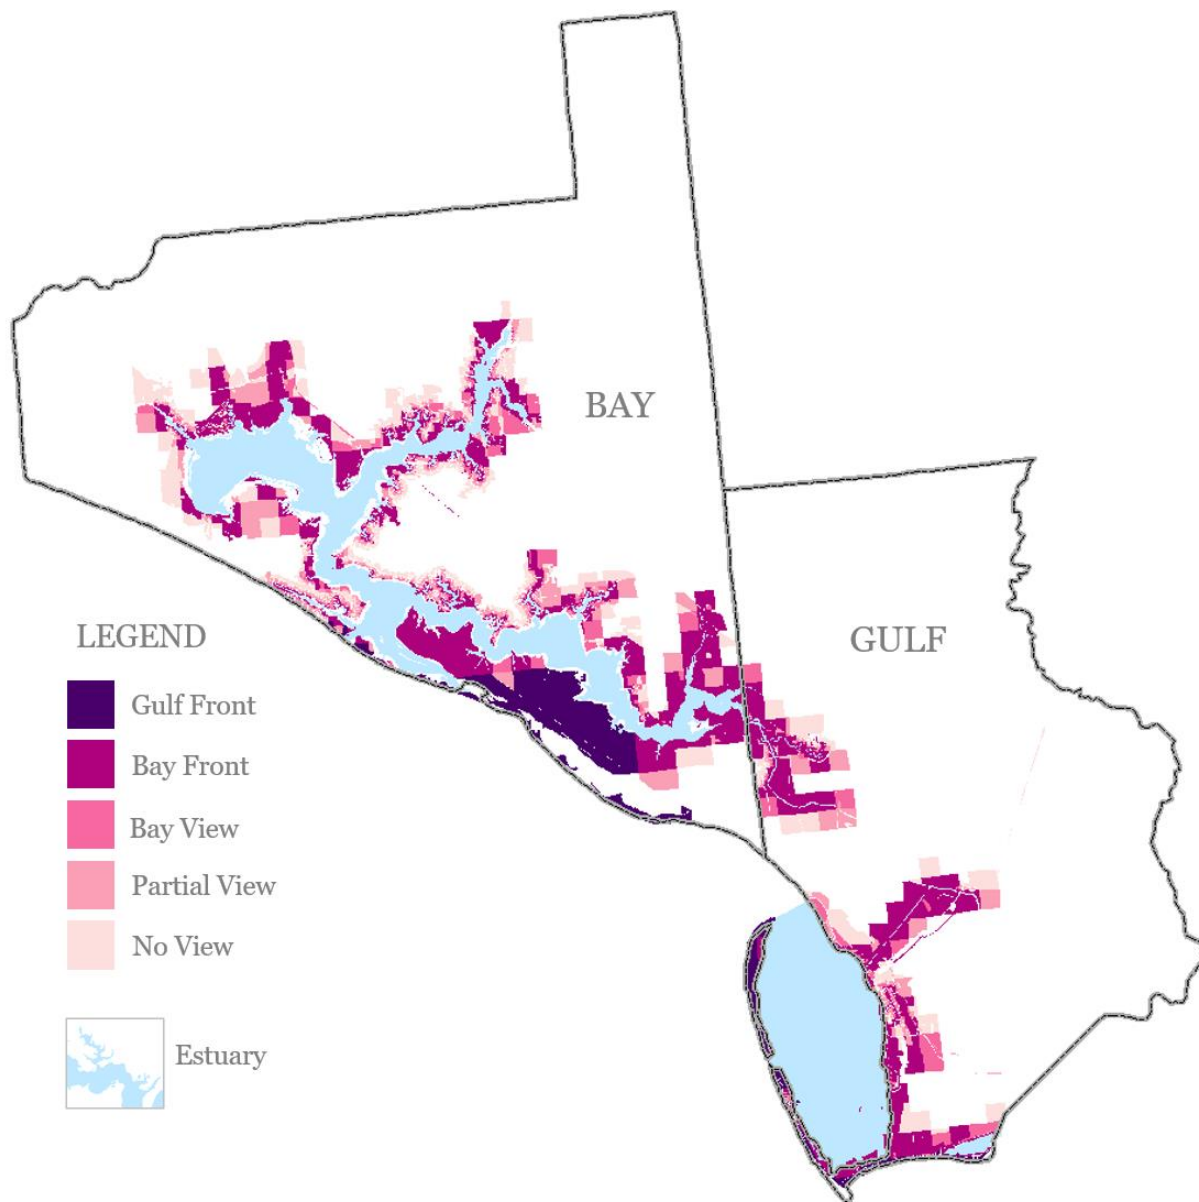 BAY
GULF
LEGEND
Gulf Front
Bay Front
Bay View
Partial View
No View
Estuary